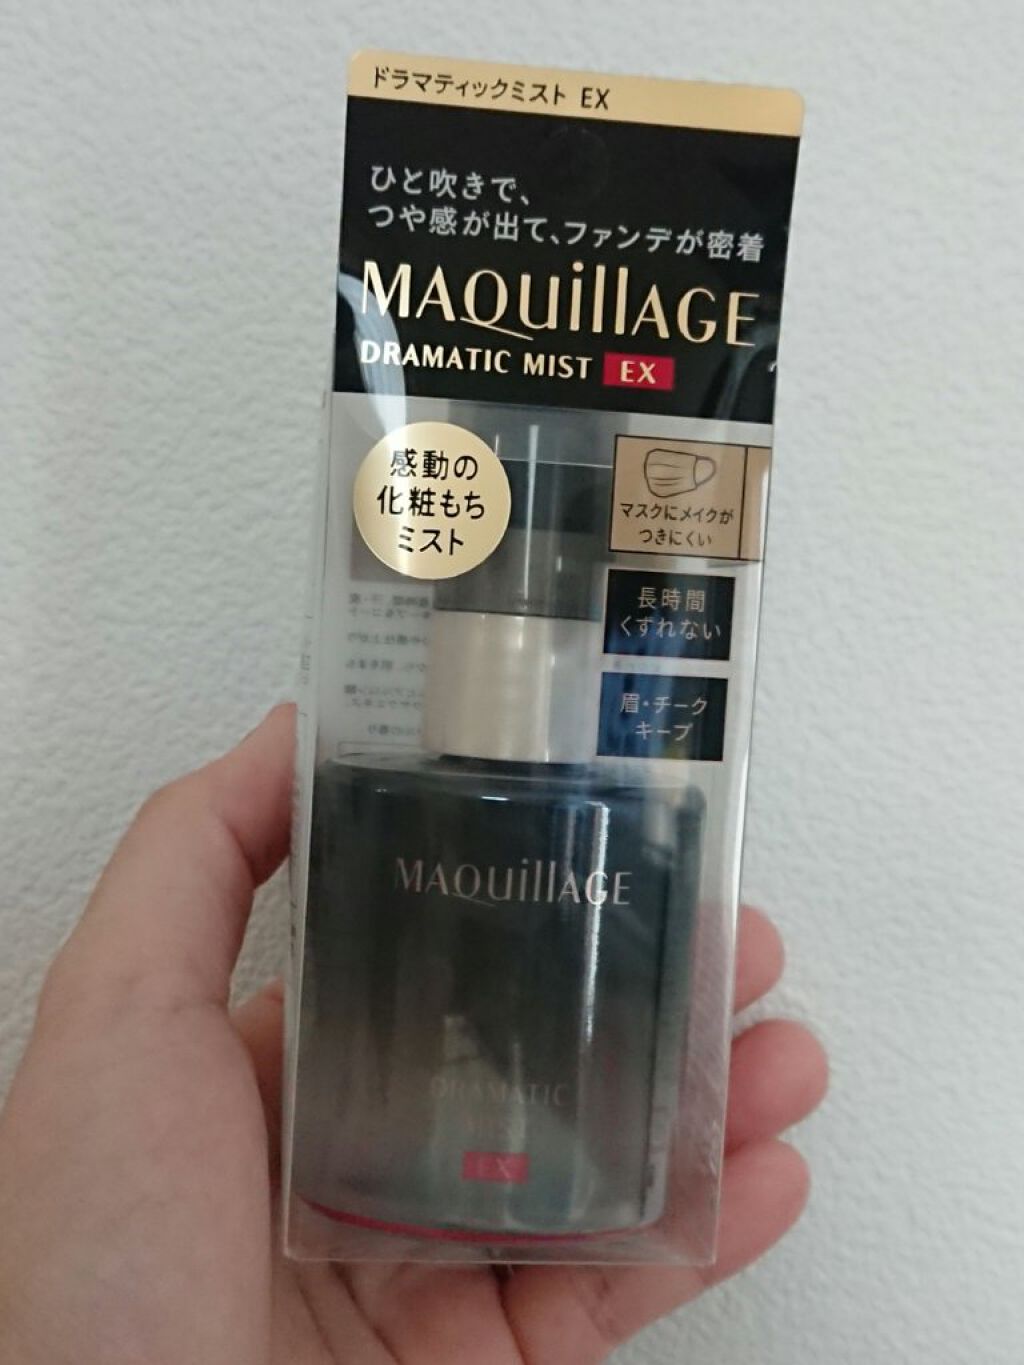 ドラマティックミスト EX
ひと吹きで、
つや感が出て、ファンデが密着
MAQuillAGE
DRAMATIC MIST EX
感動の
化粧もち
ミスト
マスクにメイクが
つきにくい
長時間
くずれない
眉・チーク
キープ
MAQuillAGE
DRAMATIC
MIST
EX